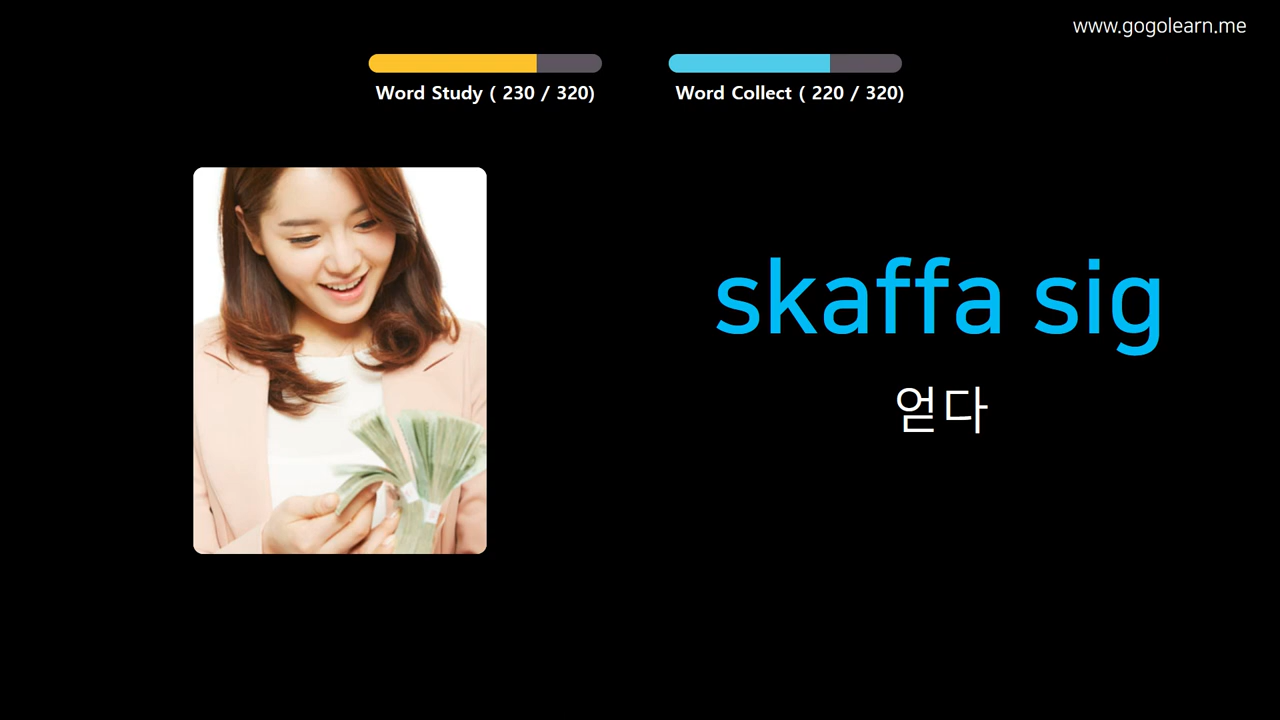 www.gogolearn.me
Word Study ( 230 / 320)
Word Collect ( 220 / 320)
skaffa sig
얻다